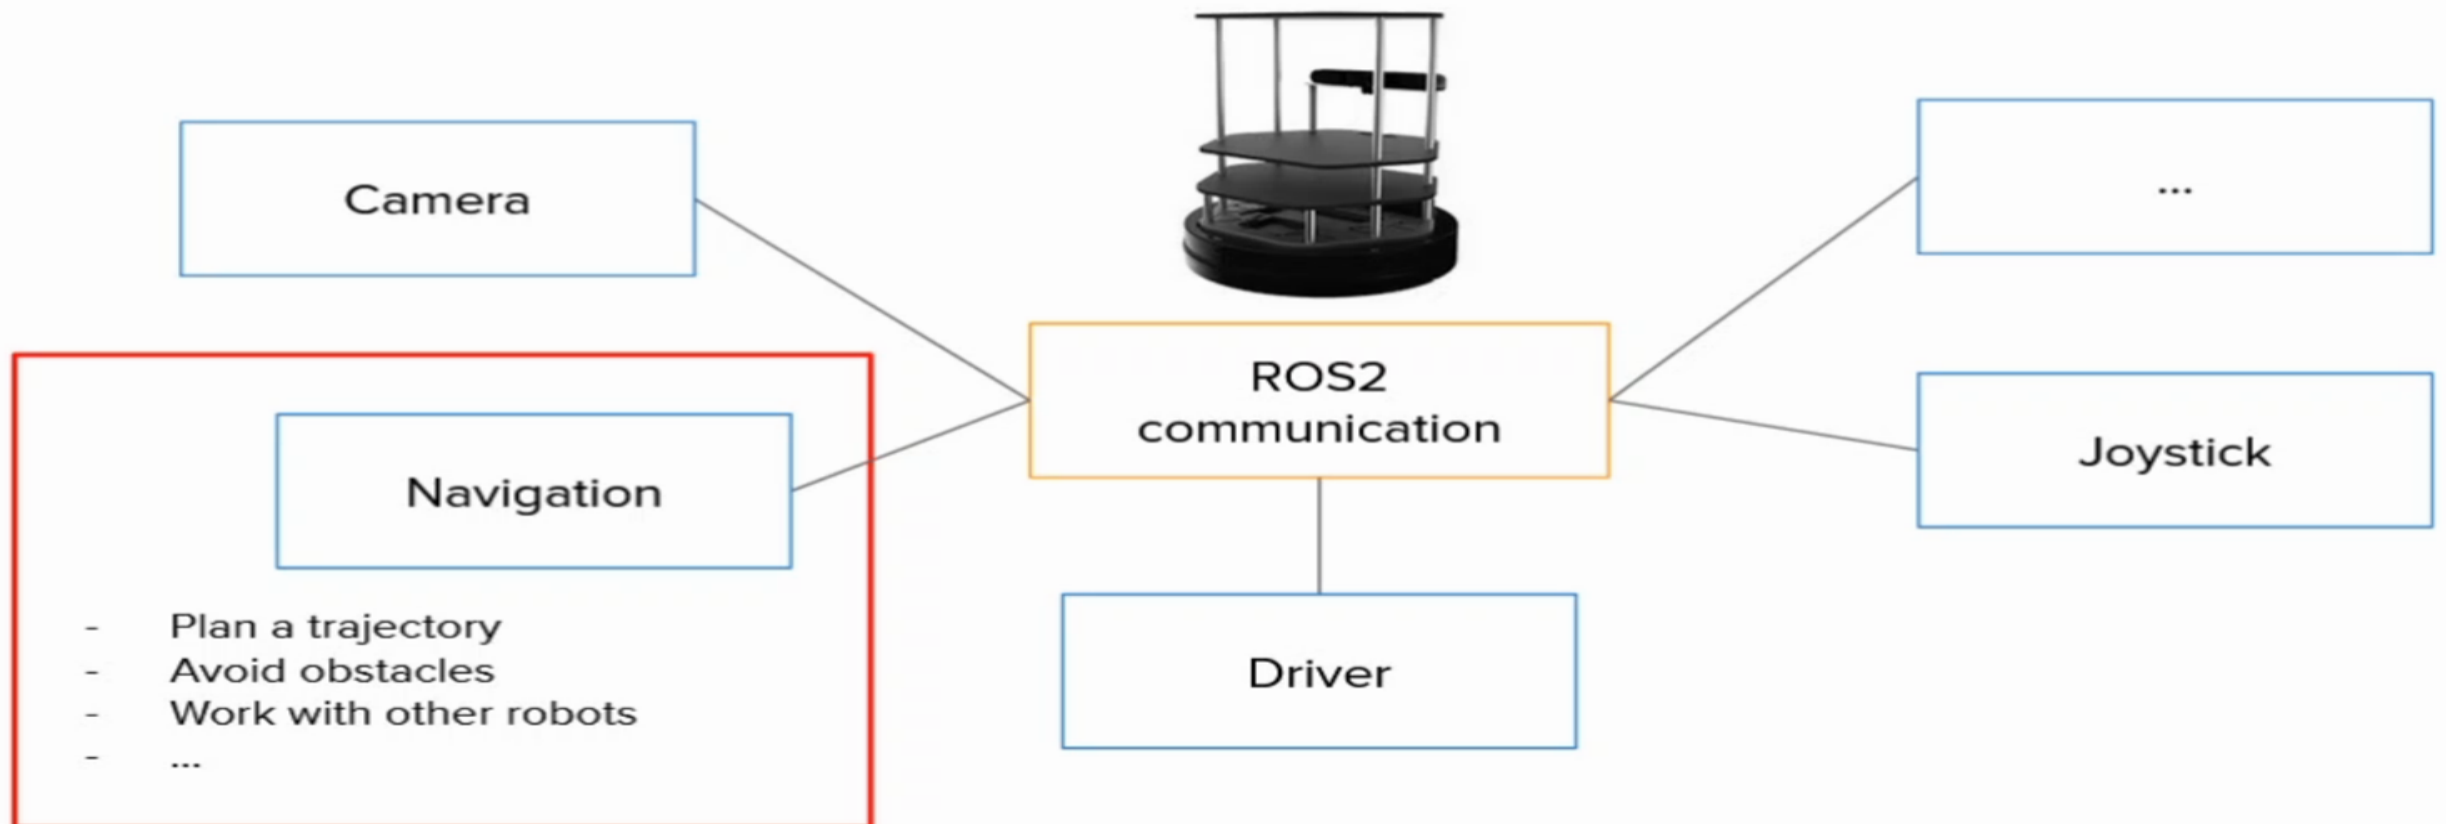 Camera
...
ROS2
communication
Joystick
Navigation
- Plan a trajectory
- Avoid obstacles
- Work with other robots
- ...
Driver